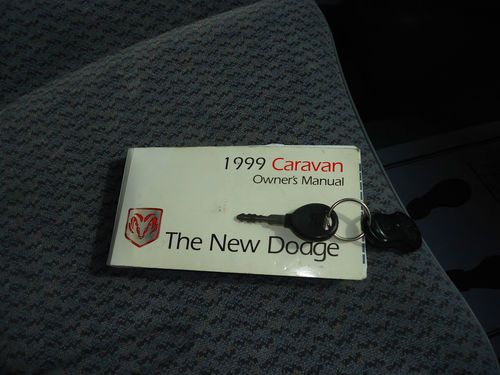 1999 Caravan
Owner's Manual
The New Dodge